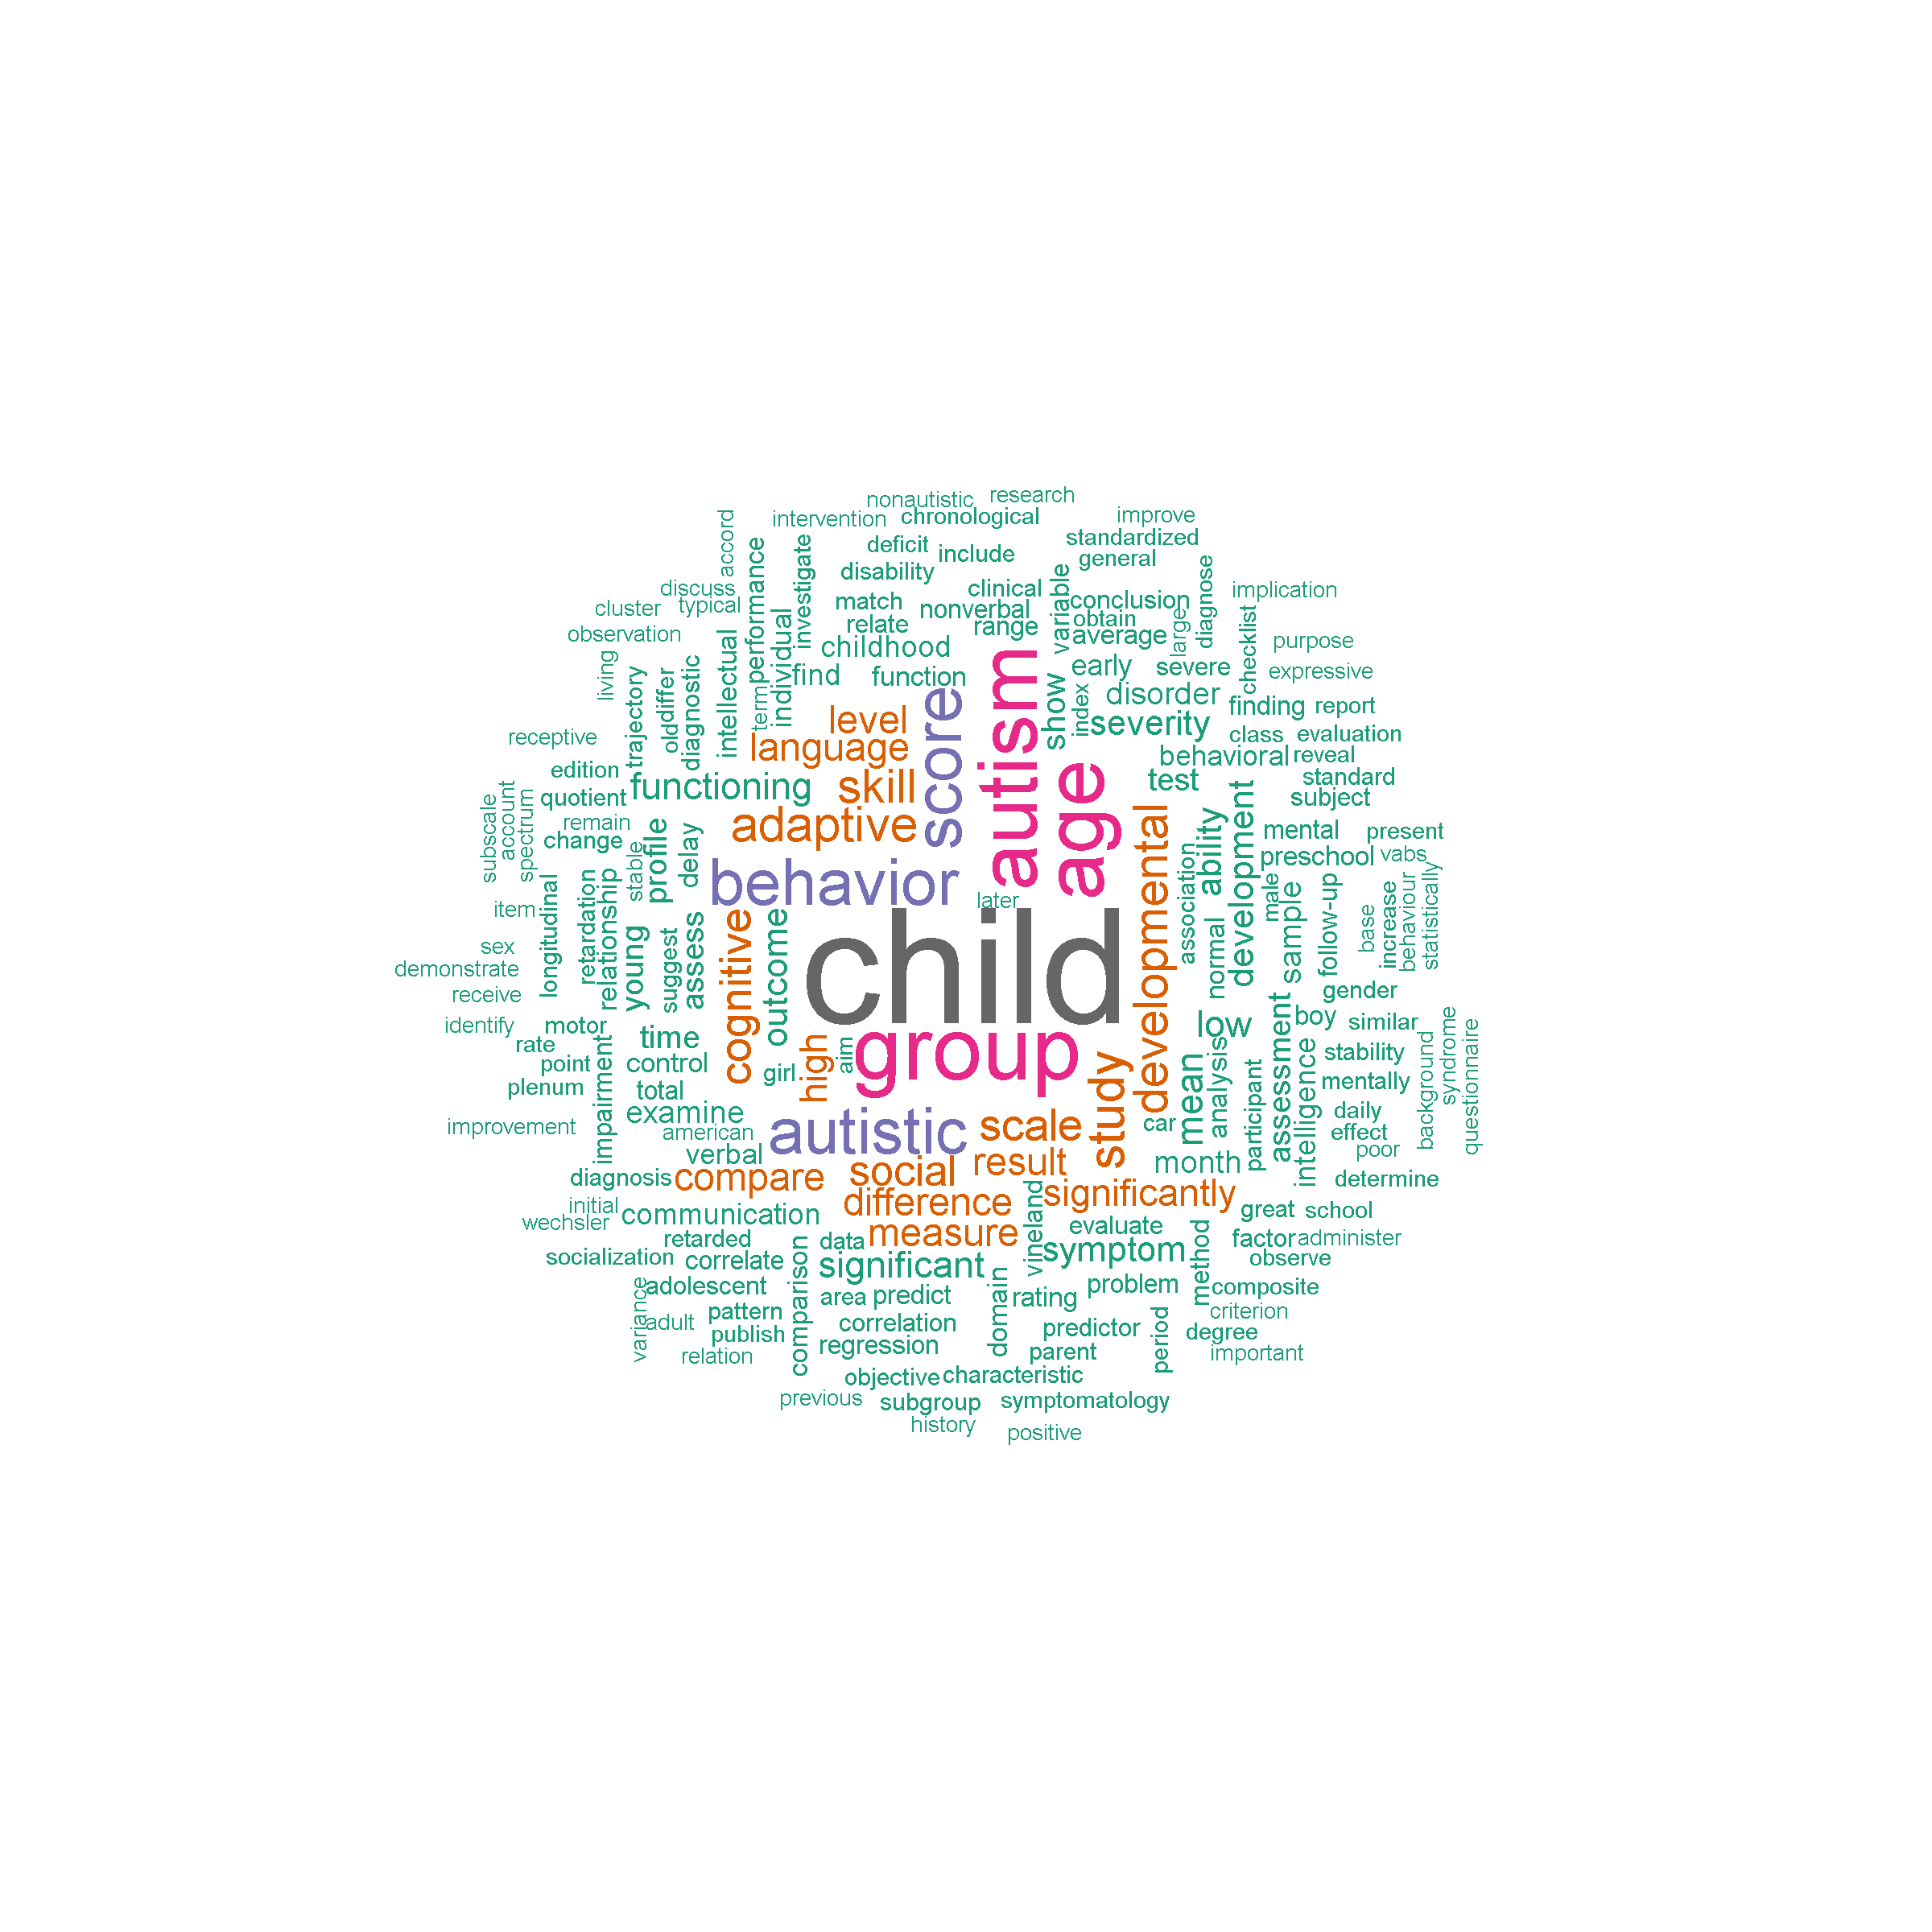 nonautistic
research
accord
intervention
chronological
improve
performance
investigate
deficit
include
standardized
general
discuss
disability
clinical
variable
diagnose
implication
cluster
typical
match
nonverbal
conclusion
relate
range
obtain
large
checklist
observation
individual
childhood
average
purpose
living
trajectory
olddiffer
diagnostic
intellectual
find
function
autism
early
severe
expressive
term
level
score
show
index
disorder
finding
report
severity
receptive
language
class
evaluation
behavioral
reveal
edition
functioning
skill
age
test
standard
quotient
subject
subscale
account
spectrum
remain
adaptive
developmental
development
ability
mental
present
change
stable
profile
delay
behavior
preschool
vabs
later
association
male
item
longitudinal
retardation
relationship
young
suggest
assess
cognitive
outcome
child
normal
sample
follow-up
base
increase
behaviour
statistically
sex
demonstrate
receive
gender
identify
motor
time
low
boy
similar
rate
group
stability
point
control
girl
high
aim
study
mean
analysis
participant
assessment
intelligence
mentally
background
syndrome
questionnaire
plenum
total
daily
impairment
examine
autistic
scale
car
effect
improvement
american
poor
verbal
social
result
month
diagnosis
compare
determine
initial
difference
significantly
wechsler
communication
vineland
great
school
retarded
data
measure
evaluate
factor
administer
socialization
correlate
comparison
significant
symptom
method
observe
variance
adolescent
area
predict
domain
rating
problem
composite
adult
pattern
criterion
publish
correlation
predictor
period
degree
relation
regression
parent
important
objective
characteristic
previous
subgroup
symptomatology
history
positive